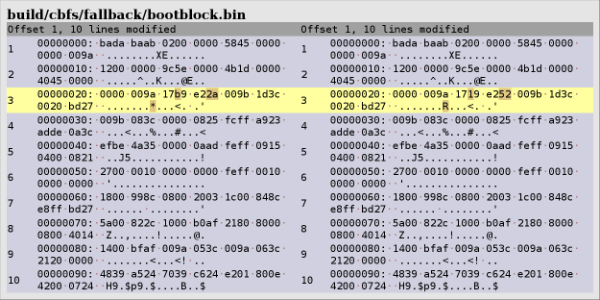 build/cbfs/fallback/bootblock.bin
Offset 1, 10 lines modified
1 00000000: bada baab 0200 0000 5845 0000
0000 009a  ........XE......
2 00000010: 1200 0000 9c5e 0000 4b1d 0000
4045 0000  .....^..K...@E..
3 00000020: 0000 009a 17b9 e22a 009b 1d3c
0020 bd27  .......*...<. .'
4 00000030: 009b 083c 0000 0825 fcff a923
adde 0a3c  ...<...%...#...<
5 00000040: efbe 4a35 0000 0aad feff 0915
0400 0821  ..J5...........!
6 00000050: 2700 0010 0000 0000 feff 0010
0000 0000  '...............
7 00000060: 1800 998c 0000 0000 2003 1c00 848c
e8ff bd27
8 00000070: 5a00 822c 1000 b0af 2180 8000
0800 4014  Z..,....!.....@.
9 00000080: 1400 bfaf 009a 053c 009a 063c
2120 0000  .......<...<! ..
10 00000090: 4839 a524 7039 c624 e201 800e
4200 0724  H9.$p9.$....B..$
Offset 1, 10 lines modified
1 00000000: bada baab 0200 0000 5845 0000
0000 009a  ........XE......
2 00000010: 1200 0000 9c5e 0000 4b1d 0000
4045 0000  .....^..K...@E..
3 00000020: 0000 009a 1719 e252 009b 1d3c
0020 bd27  .......R...<. .'
4 00000030: 009b 083c 0000 0825 fcff a923
adde 0a3c  ...<...%...#...<
5 00000040: efbe 4a35 0000 0aad feff 0915
0400 0821  ..J5...........!
6 00000050: 2700 0010 0000 0000 feff 0010
0000 0000  '...............
7 00000060: 1800 998c 0000 0000 2003 1c00 848c
e8ff bd27
8 00000070: 5a00 822c 1000 b0af 2180 8000
0800 4014  Z..,....!.....@.
9 00000080: 1400 bfaf 009a 053c 009a 063c
2120 0000  .......<...<! ..
10 00000090: 4839 a524 7039 c624 e201 800e
4200 0724  H9.$p9.$....B..$